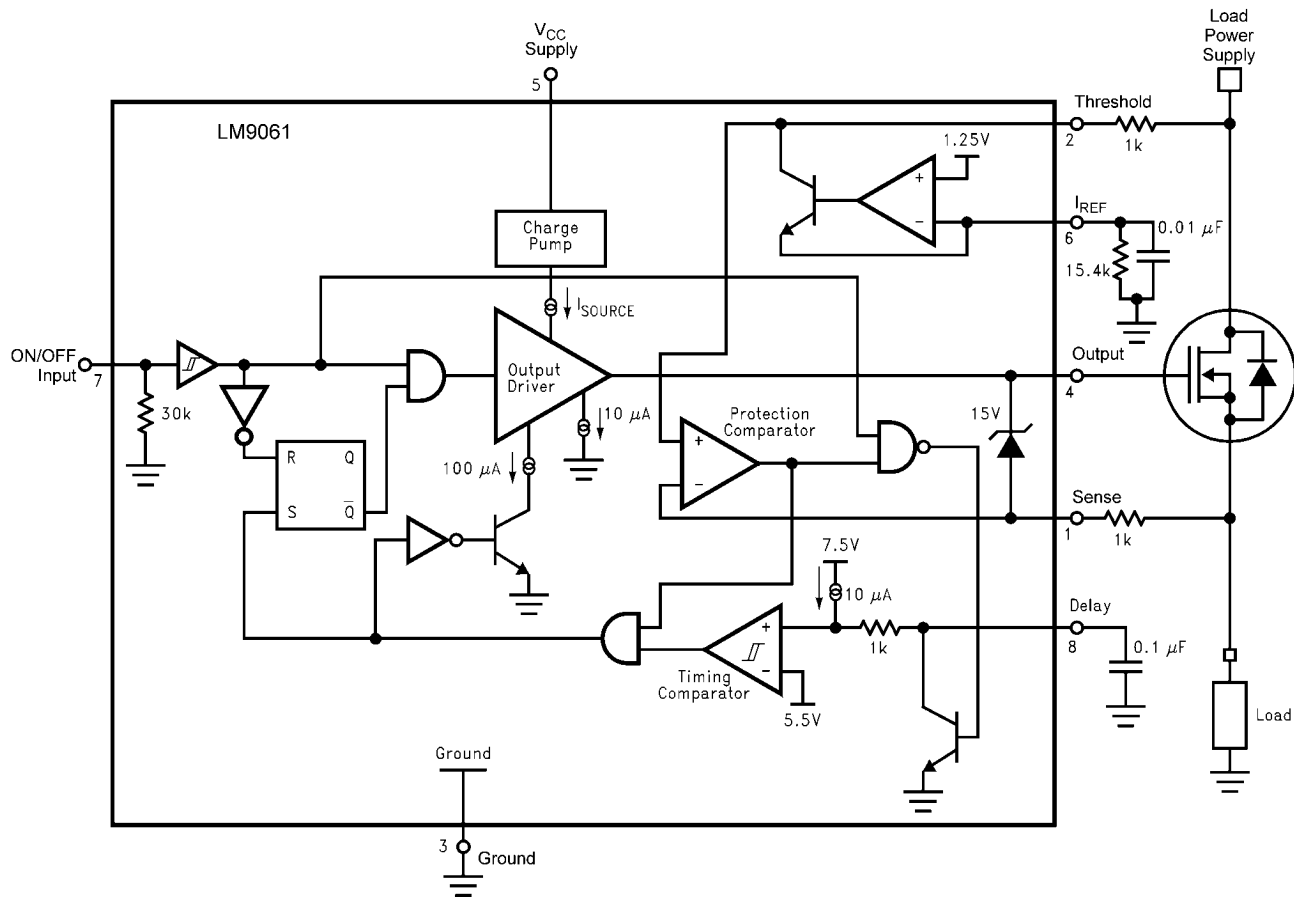 Load
Power
Supply
V_CC
Supply
5
LM9061
Threshold
2
1k
1.25V
+
−
I_REF
6
0.01 µF
15.4k
Charge
Pump
I_SOURCE
ON/OFF
Input
7
30k
Output
Driver
Output
4
10 µA
15V
Protection
Comparator
+
−
100 µA
R Q
S Q̅
Sense
1
1k
7.5V
10 µA
Delay
8
1k
0.1 µF
+
−
Timing
Comparator
5.5V
Load
Ground
3
Ground